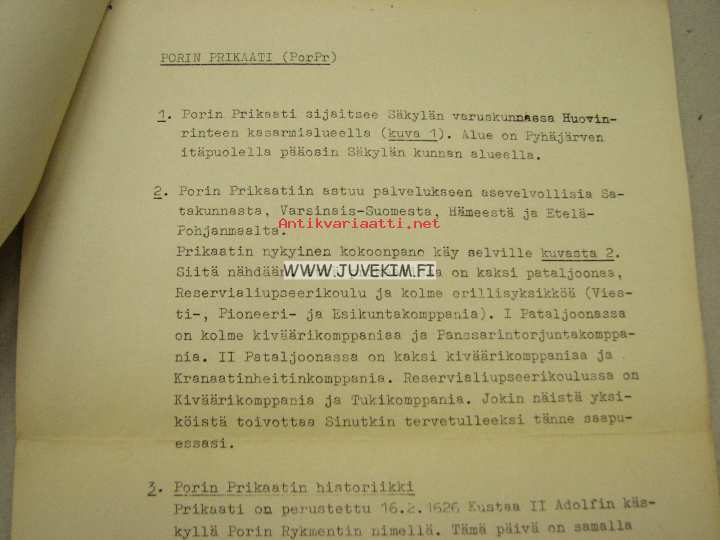 PORIN PRIKAATI (PorPr)
1. Porin Prikaati sijaitsee Säkylän varuskunnassa Huovin-
rinteen kasarmialueella (kuva 1). Alue on Pyhäjärven
itäpuolella pääosin Säkylän kunnan alueella.
2. Porin Prikaatiin astuu palvelukseen asevelvollisia Sa-
takunnasta, Varsinais-Suomesta, Hämeestä ja Etelä-
Antikvariaatti.net
Pohjanmaalta.
Prikaatin nykyinen kokoonpano käy selville kuvasta 2.
Siitä nähdään on kaksi pataljoonaa,
WWW.JUVEKIM.FI
Reservialiupseerikoulu ja kolme erillisyksikköä (Vies-
ti-, Pioneeri- ja Esikuntakomppania). I Pataljoonassa
on kolme kiväärikomppaniaa ja Panssarintorjuntakomppa-
nia. II Pataljoonassa on kaksi kiväärikomppaniaa ja
Kranaatinheitinkomppania. Reservialiupseerikoulussa on
Kiväärikomppania ja Tukikomppania. Jokin näistä yksi-
köistä toivottaa Sinutkin tervetulleeksi tänne saapu-
essasi.
3. Porin Prikaatin historiikki
Prikaati on perustettu 16.2.1626 Kustaa II Adolfin käs-
kyllä Porin Rykmentin nimellä. Tämä päivä on samalla